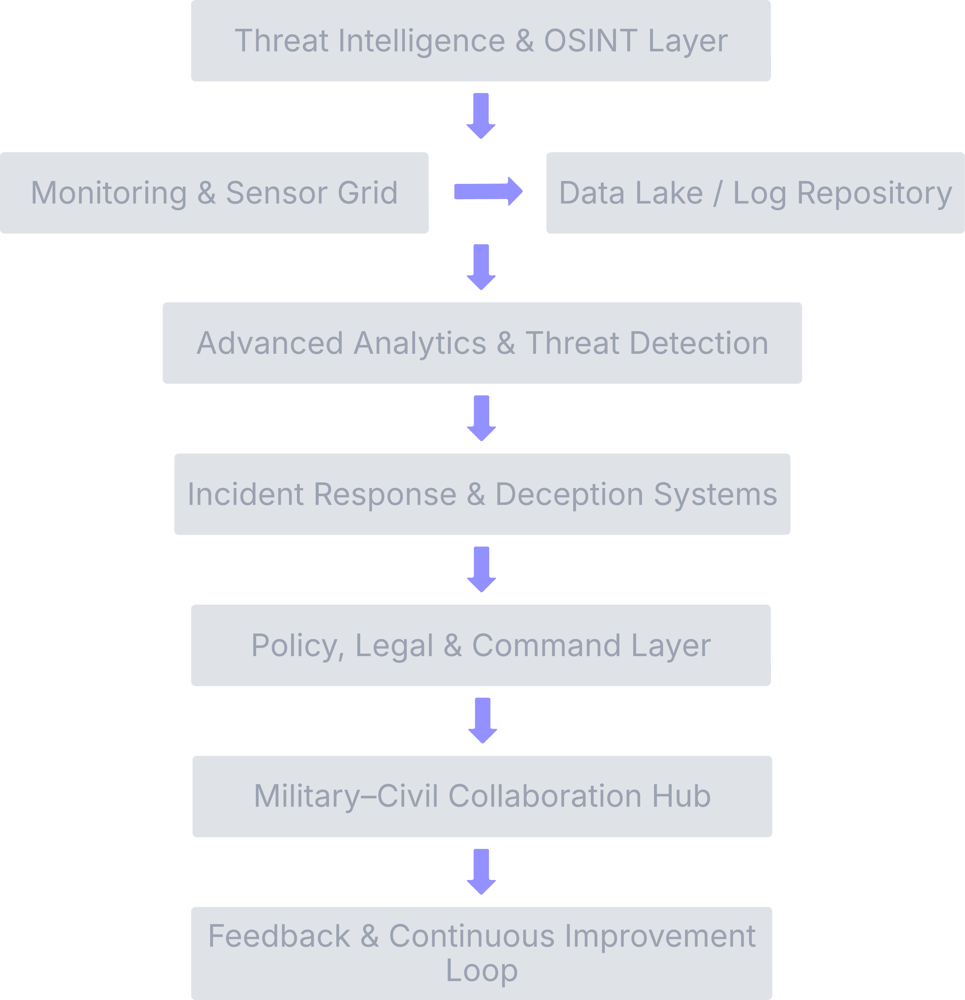 Threat Intelligence & OSINT Layer
Monitoring & Sensor Grid
Data Lake / Log Repository
Advanced Analytics & Threat Detection
Incident Response & Deception Systems
Policy, Legal & Command Layer
Military–Civil Collaboration Hub
Feedback & Continuous Improvement
Loop